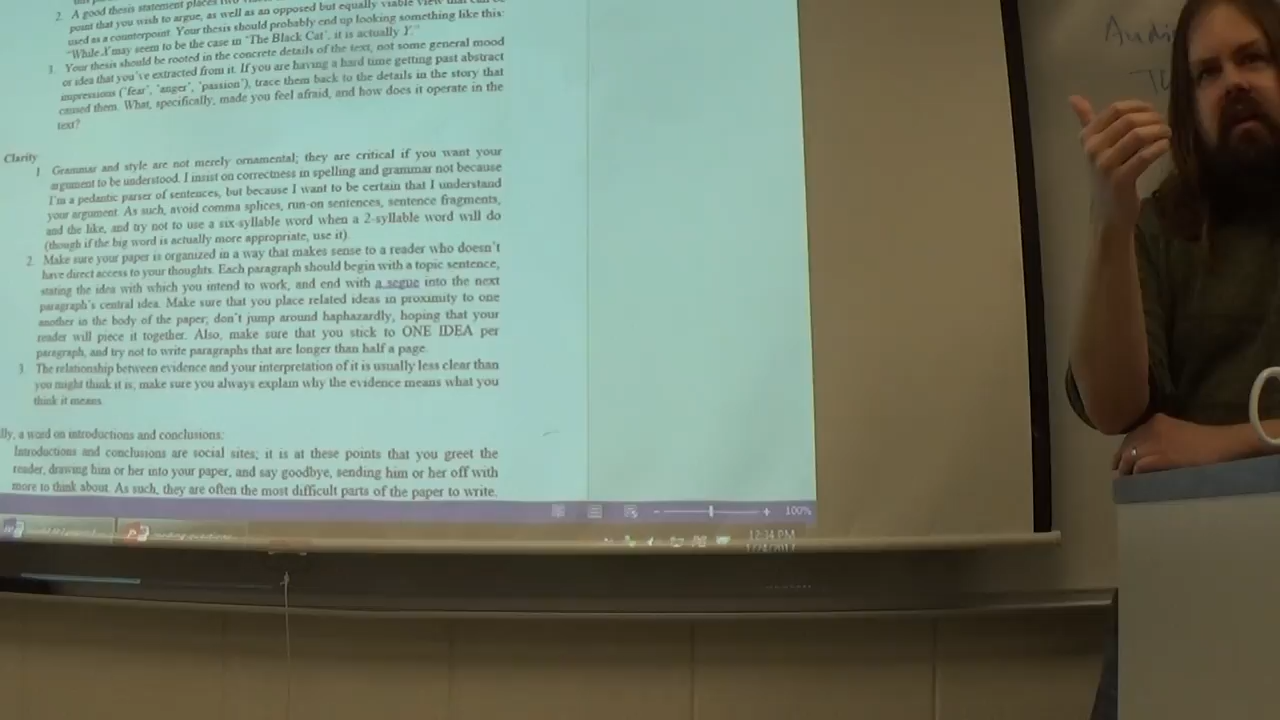 2. A good thesis statement places two
point that you wish to argue, as well as an opposed but equally viable view that can be
used as a counterpoint. Your thesis should probably end up looking something like this:
"While X may seem to be the case in 'The Black Cat', it is actually Y."
3. Your thesis should be rooted in the concrete details of the text, not some general mood
or idea that you've extracted from it. If you are having a hard time getting past abstract
impressions ('fear', 'anger', 'passion'), trace them back to the details in the story that
caused them. What, specifically, made you feel afraid, and how does it operate in the
text?
Clarity
1. Grammar and style are not merely ornamental; they are critical if you want your
argument to be understood. I insist on correctness in spelling and grammar not because
I'm a pedantic parser of sentences, but because I want to be certain that I understand
your argument. As such, avoid comma splices, run-on sentences, sentence fragments,
and the like, and try not to use a six-syllable word when a 2-syllable word will do
(though if the big word is actually more appropriate, use it).
2. Make sure your paper is organized in a way that makes sense to a reader who doesn't
have direct access to your thoughts. Each paragraph should begin with a topic sentence,
stating the idea with which you intend to work, and end with a segue into the next
paragraph's central idea. Make sure that you place related ideas in proximity to one
another in the body of the paper; don't jump around haphazardly, hoping that your
reader will piece it together. Also, make sure that you stick to ONE IDEA per
paragraph, and try not to write paragraphs that are longer than half a page.
3. The relationship between evidence and your interpretation of it is usually less clear than
you might think it is; make sure you always explain why the evidence means what you
think it means.
lly, a word on introductions and conclusions:
Introductions and conclusions are social sites; it is at these points that you greet the
reader, drawing him or her into your paper, and say goodbye, sending him or her off with
more to think about. As such, they are often the most difficult parts of the paper to write.
100%
12:34 PM